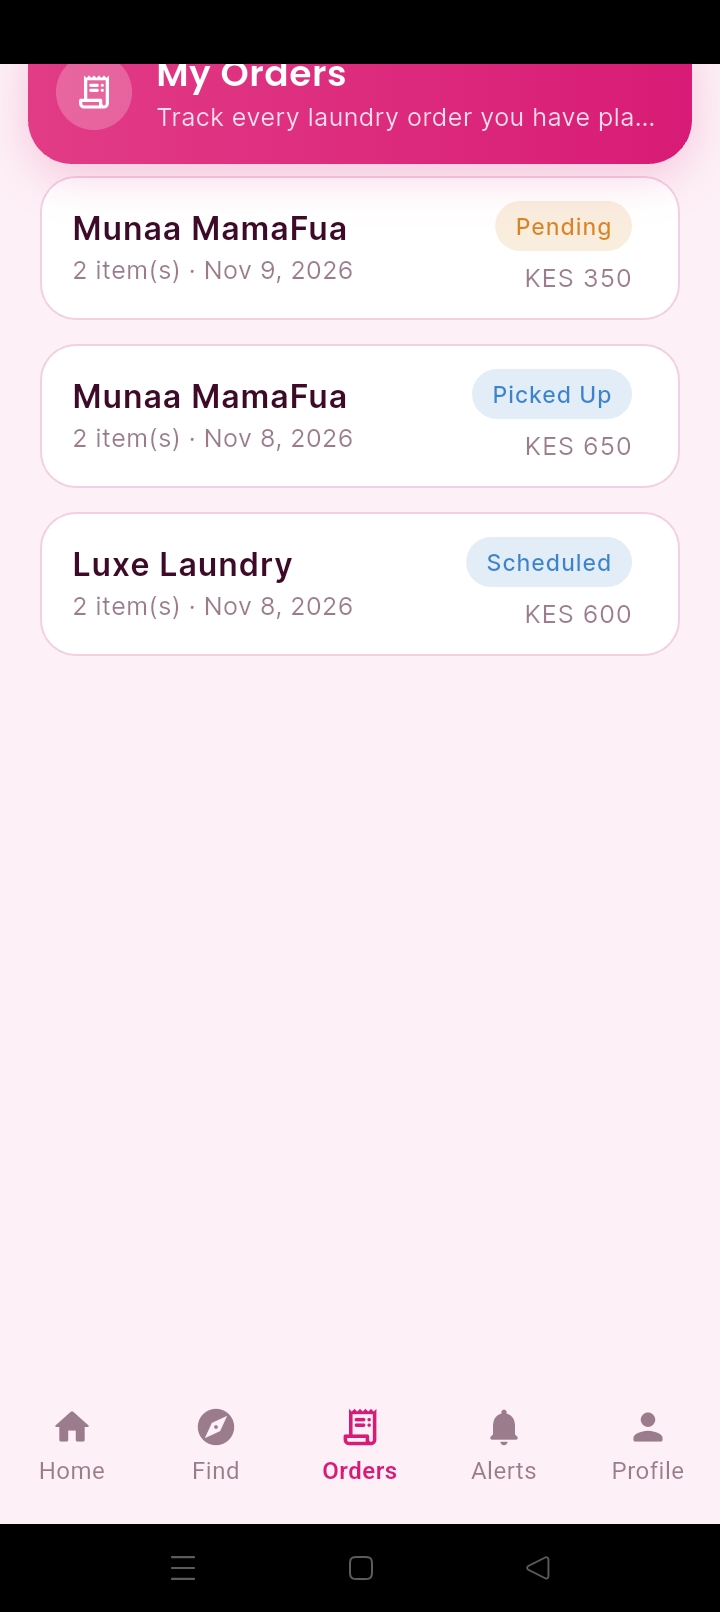 My Orders
Track every laundry order you have pla...
Munaa MamaFua
Pending
2 item(s) · Nov 9, 2026
KES 350
Munaa MamaFua
Picked Up
2 item(s) · Nov 8, 2026
KES 650
Luxe Laundry
Scheduled
2 item(s) · Nov 8, 2026
KES 600
Home
Find
Orders
Alerts
Profile